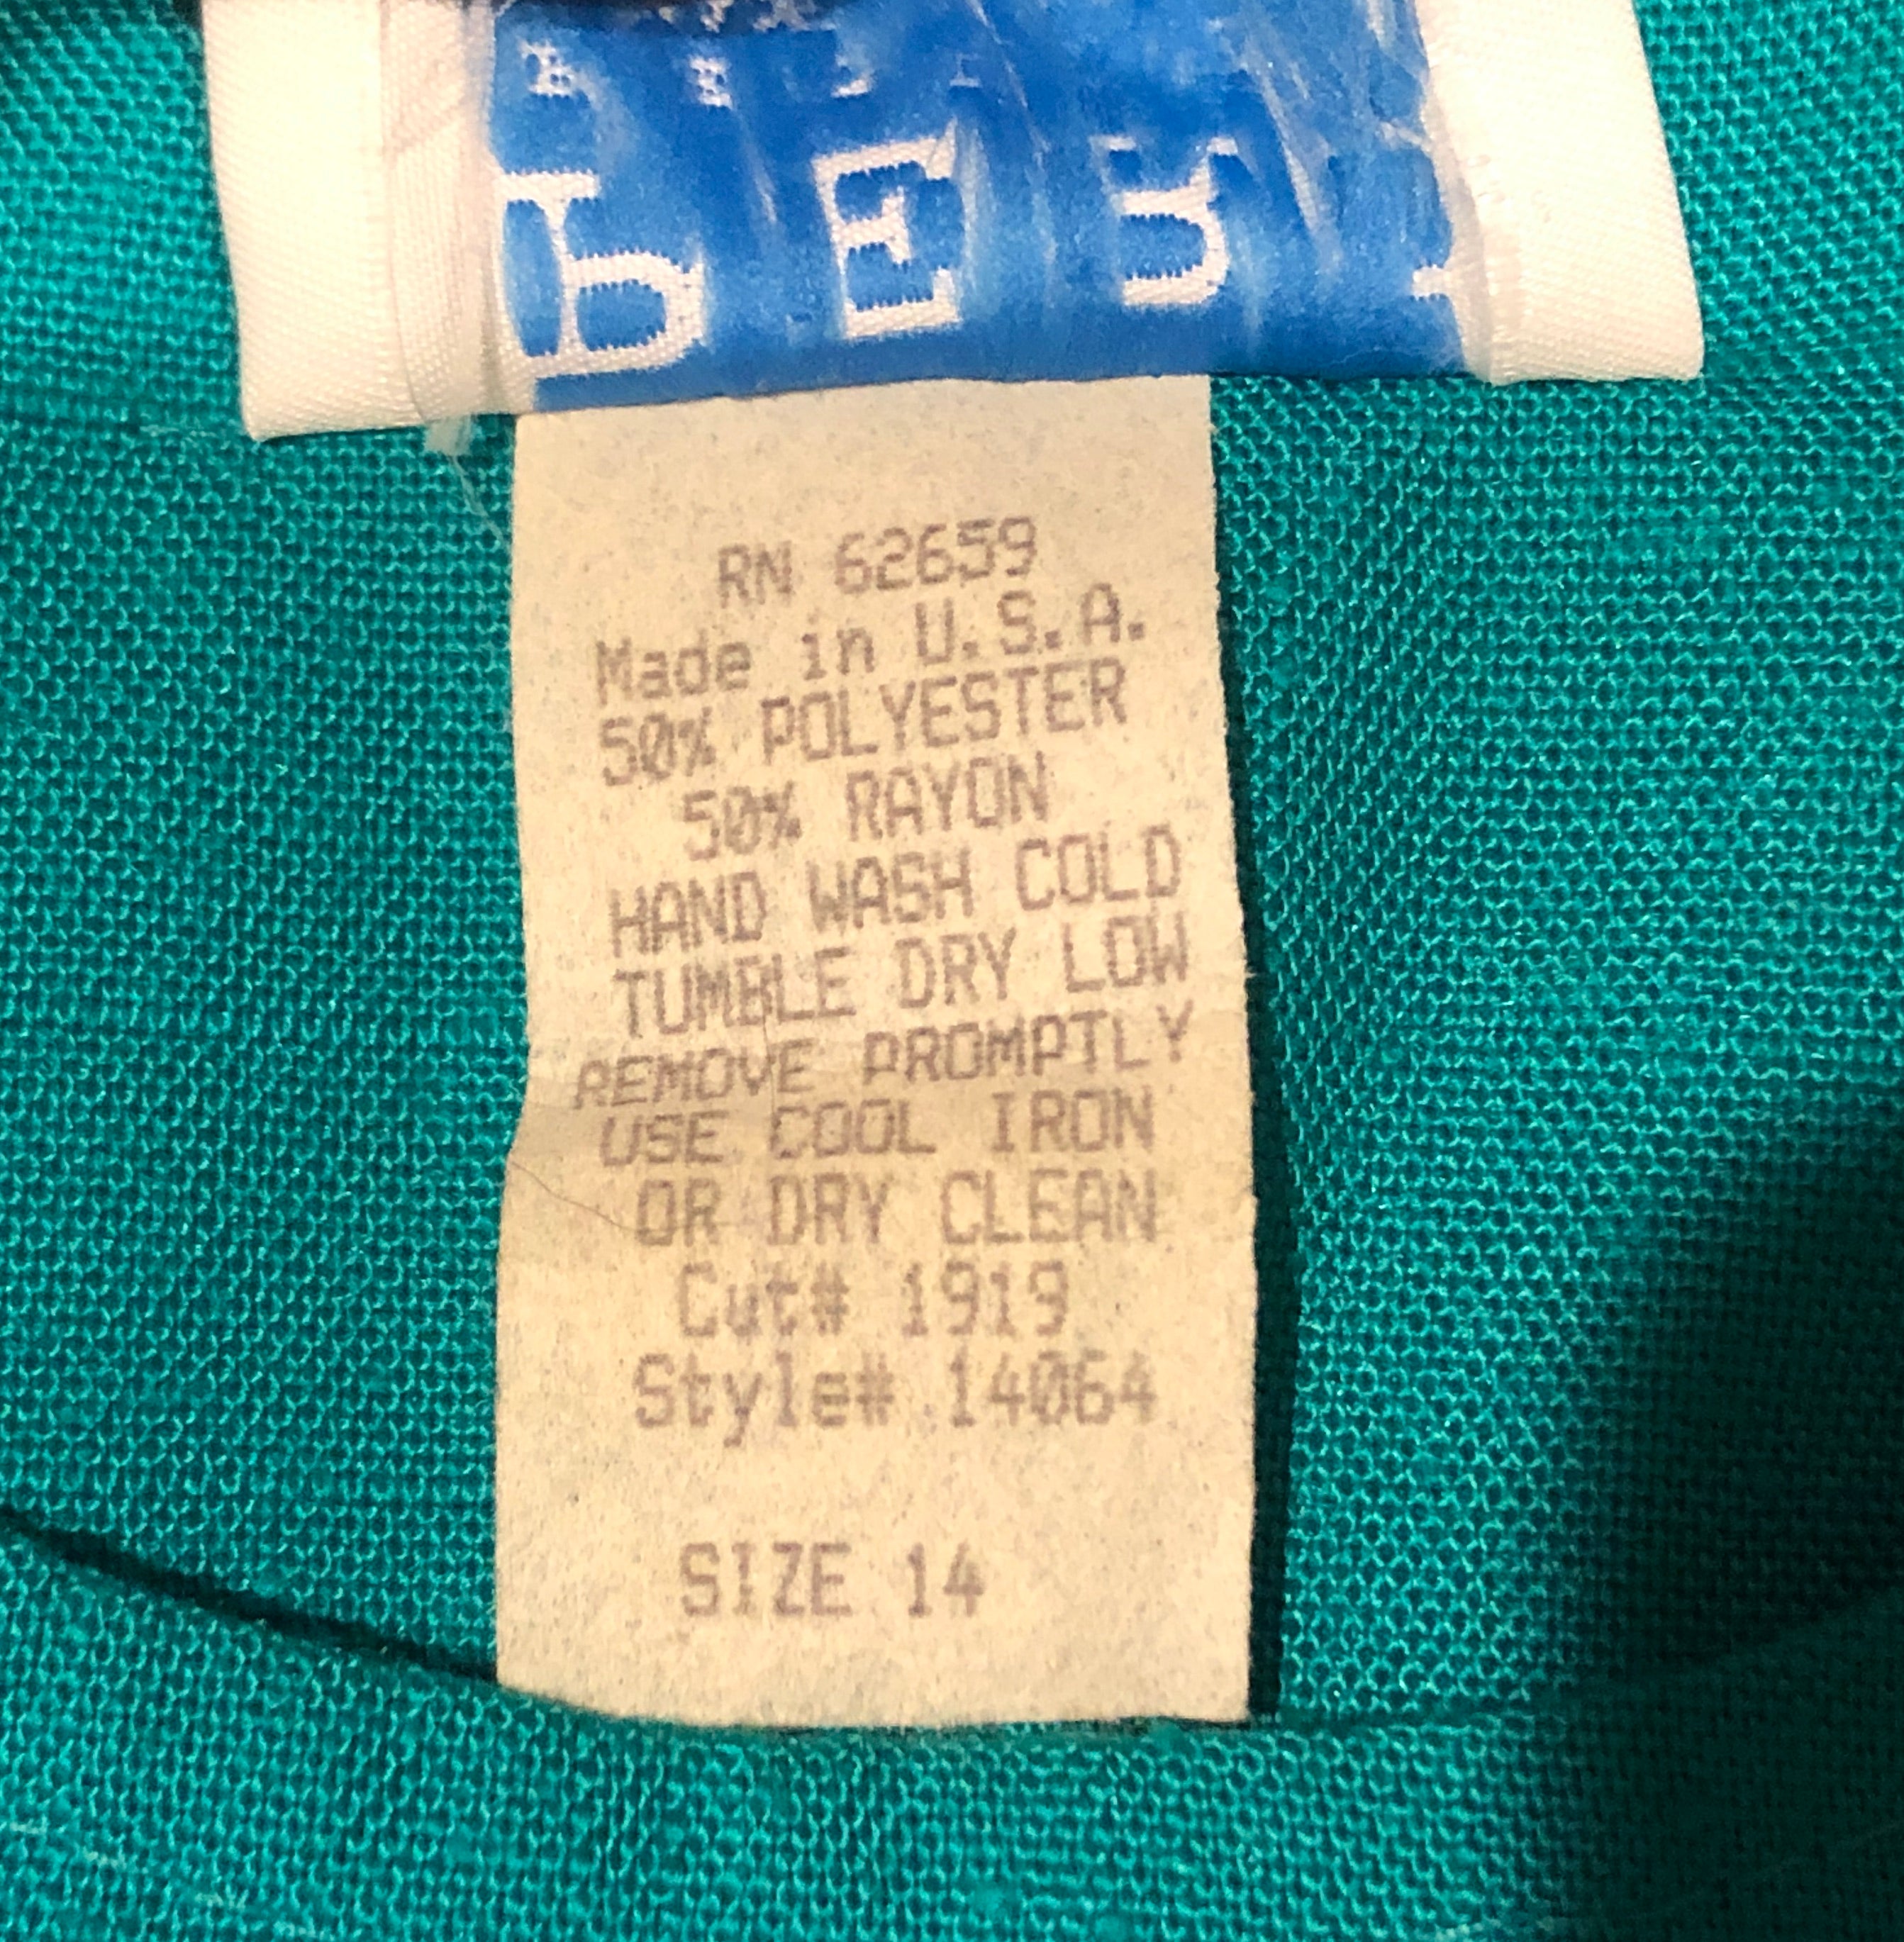 RN 62659
Made in U.S.A.
50% POLYESTER
50% RAYON
HAND WASH COLD
TUMBLE DRY LOW
REMOVE PROMPTLY
USE COOL IRON
OR DRY CLEAN
Cut# 1919
Style# 14064
SIZE 14